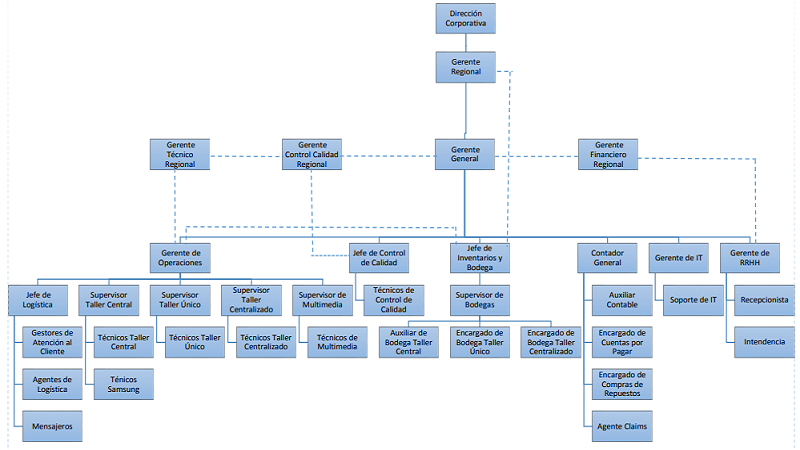 Dirección
Corporativa
Gerente
Regional
Gerente
Técnico
Regional
Gerente
Control Calidad
Regional
Gerente
General
Gerente
Financiero
Regional
Gerente de
Operaciones
Jefe de Control
de Calidad
Jefe de
Inventarios y
Bodega
Contador
General
Gerente de IT
Gerente de
RRHH
Jefe de
Logística
Supervisor
Taller Central
Supervisor
Taller Único
Supervisor
Taller
Centralizado
Supervisor de
Multimedia
Técnicos de
Control de
Calidad
Supervisor de
Bodegas
Auxiliar
Contable
Soporte de IT
Recepcionista
Gestores de
Atención al
Cliente
Técnicos Taller
Central
Técnicos Taller
Único
Técnicos Taller
Centralizado
Técnicos de
Multimedia
Auxiliar de
Bodega Taller
Central
Encargado de
Bodega Taller
Único
Encargado de
Bodega Taller
Centralizado
Encargado de
Cuentas por
Pagar
Intendencia
Agentes de
Logística
Ténicos
Samsung
Encargado de
Compras de
Repuestos
Mensajeros
Agente Claims